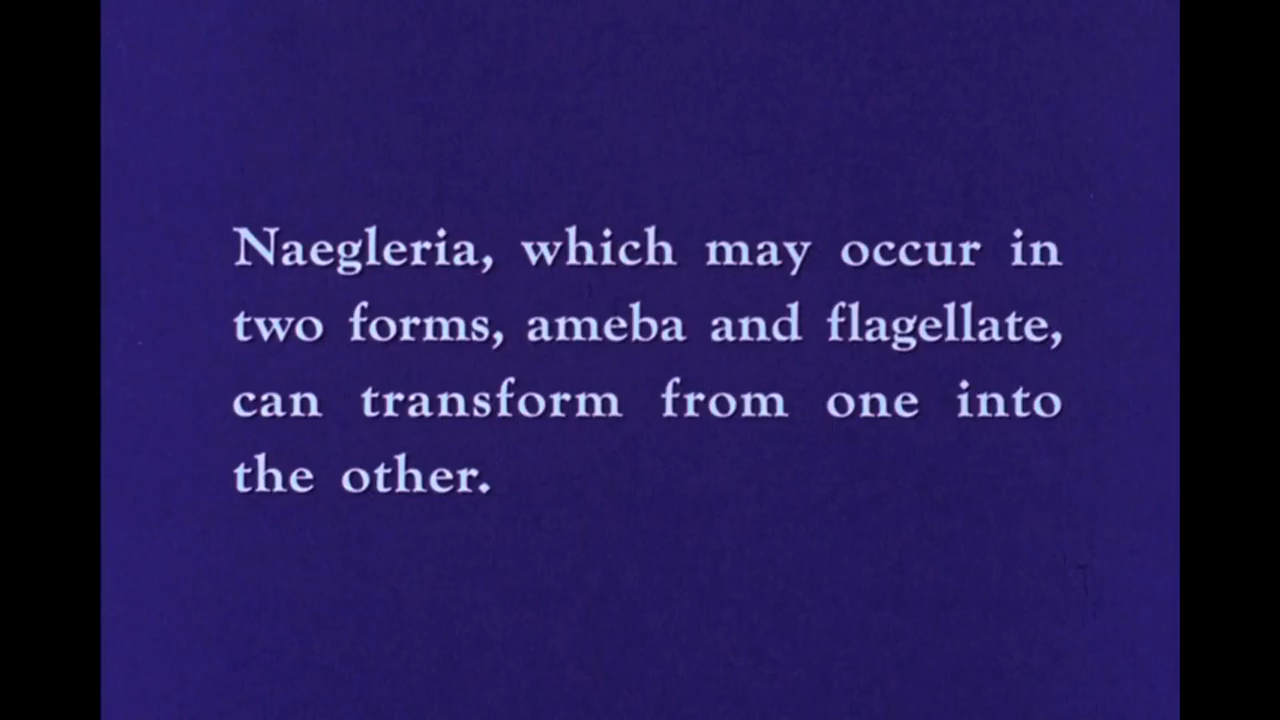 Naegleria, which may occur in
two forms, ameba and flagellate,
can transform from one into
the other.